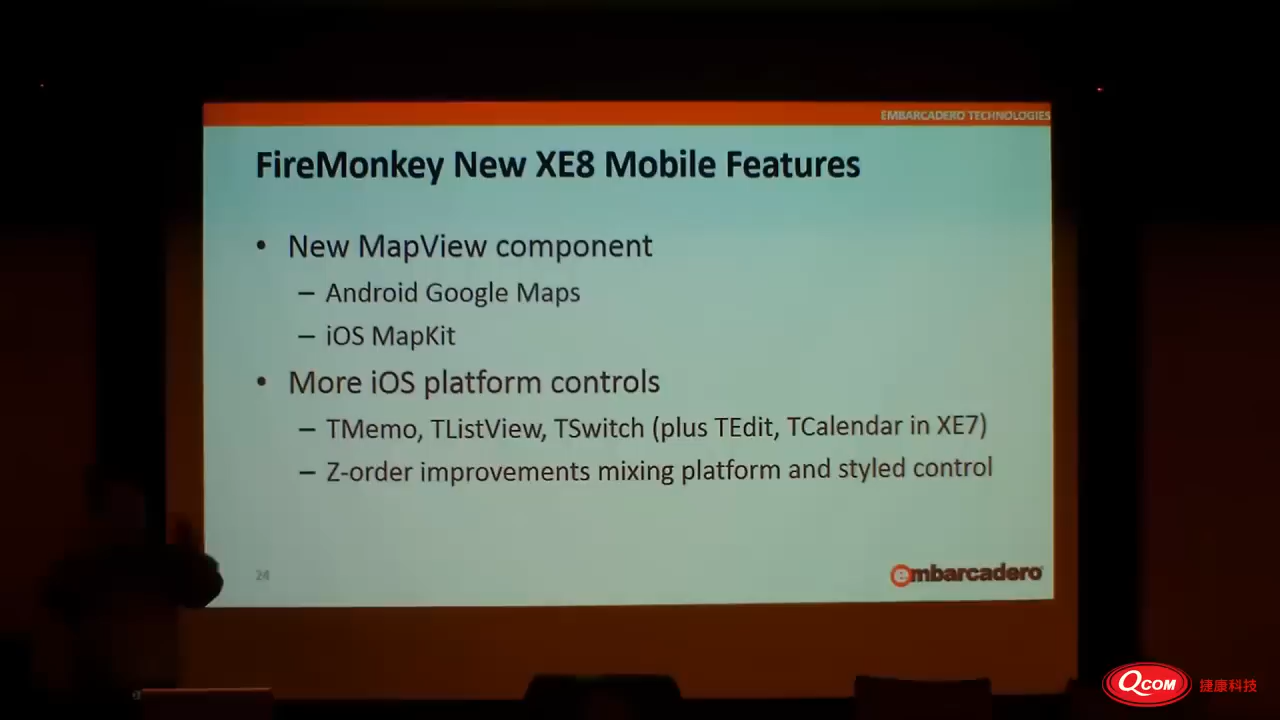 EMBARCADERO TECHNOLOGIES
FireMonkey New XE8 Mobile Features
• New MapView component
– Android Google Maps
– iOS MapKit
• More iOS platform controls
– TMemo, TListView, TSwitch (plus TEdit, TCalendar in XE7)
– Z-order improvements mixing platform and styled control
24
embarcadero
QCOM 捷康科技